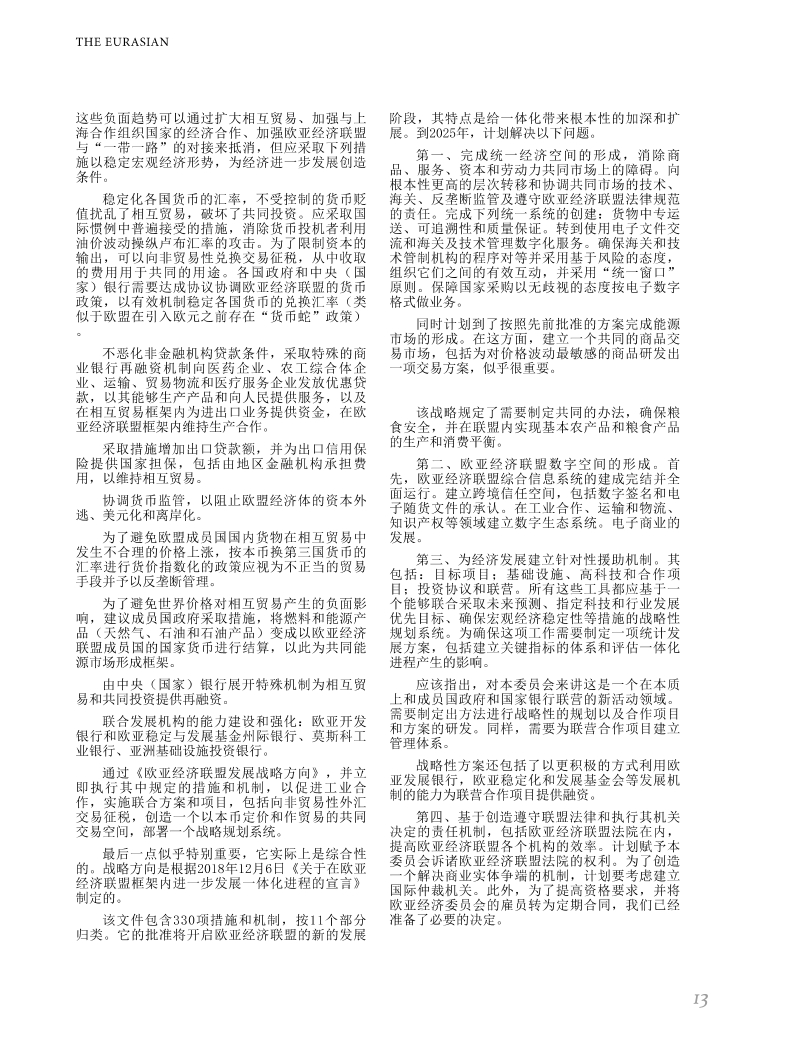 THE EURASIAN
这些负面趋势可以通过扩大相互贸易、加强与上
海合作组织国家的经济合作、加强欧亚经济联盟
与“一带一路”的对接来抵消，但应采取下列措
施以稳定宏观经济形势，为经济进一步发展创造
条件。
稳定化各国货币的汇率，不受控制的货币贬
值扰乱了相互贸易，破坏了共同投资。应采取国
际惯例中普遍接受的措施，消除货币投机者利用
油价波动操纵卢布汇率的攻击。为了限制资本的
输出，可以向非贸易性兑换交易征税，从中收取
的费用用于共同的用途。各国政府和中央（国
家）银行需要达成协议协调欧亚经济联盟的货币
政策，以有效机制稳定各国货币的兑换汇率（类
似于欧盟在引入欧元之前存在“货币蛇”政策）
。
不恶化非金融机构贷款条件，采取特殊的商
业银行再融资机制向医药企业、农工综合体企
业、运输、贸易物流和医疗服务企业发放优惠贷
款，以其能够生产产品和向人民提供服务，以及
在相互贸易框架内为进出口业务提供资金，在欧
亚经济联盟框架内维持生产合作。
采取措施增加出口贷款额，并为出口信用保
险提供国家担保，包括由地区金融机构承担费
用，以维持相互贸易。
协调货币监管，以阻止欧盟经济体的资本外
逃、美元化和离岸化。
为了避免欧盟成员国国内货物在相互贸易中
发生不合理的价格上涨，按本币换第三国货币的
汇率进行货价指数化的政策应视为不正当的贸易
手段并予以反垄断管理。
为了避免世界价格对相互贸易产生的负面影
响，建议成员国政府采取措施，将燃料和能源产
品（天然气、石油和石油产品）变成以欧亚经济
联盟成员国的国家货币进行结算，以此为共同能
源市场形成框架。
由中央（国家）银行展开特殊机制为相互贸
易和共同投资提供再融资。
联合发展机构的能力建设和强化：欧亚开发
银行和欧亚稳定与发展基金州际银行、莫斯科工
业银行、亚洲基础设施投资银行。
通过《欧亚经济联盟发展战略方向》，并立
即执行其中规定的措施和机制，以促进工业合
作，实施联合方案和项目，包括向非贸易性外汇
交易征税，创造一个以本币定价和作贸易的共同
交易空间，部署一个战略规划系统。
最后一点似乎特别重要，它实际上是综合性
的。战略方向是根据2018年12月6日《关于在欧亚
经济联盟框架内进一步发展一体化进程的宣言》
制定的。
该文件包含330项措施和机制，按11个部分
归类。它的批准将开启欧亚经济联盟的新的发展
阶段，其特点是给一体化带来根本性的加深和扩
展。到2025年，计划解决以下问题。
第一、完成统一经济空间的形成，消除商
品、服务、资本和劳动力共同市场上的障碍。向
根本性更高的层次转移和协调共同市场的技术、
海关、反垄断监管及遵守欧亚经济联盟法律规范
的责任。完成下列统一系统的创建：货物中专运
送、可追溯性和质量保证。转到使用电子文件交
流和海关及技术管理数字化服务。确保海关和技
术管制机构的程序对等并采用基于风险的态度，
组织它们之间的有效互动，并采用“统一窗口”
原则。保障国家采购以无歧视的态度按电子数字
格式做业务。
同时计划到了按照先前批准的方案完成能源
市场的形成。在这方面，建立一个共同的商品交
易市场，包括为对价格波动最敏感的商品研发出
一项交易方案，似乎很重要。
该战略规定了需要制定共同的办法，确保粮
食安全，并在联盟内实现基本农产品和粮食产品
的生产和消费平衡。
第二、欧亚经济联盟数字空间的形成。首
先，欧亚经济联盟综合信息系统的建成完结并全
面运行。建立跨境信任空间，包括数字签名和电
子随货文件的承认。在工业合作、运输和物流、
知识产权等领域建立数字生态系统。电子商业的
发展。
第三、为经济发展建立针对性援助机制。其
包括：目标项目；基础设施、高科技和合作项
目；投资协议和联营。所有这些工具都应基于一
个能够联合采取未来预测、指定科技和行业发展
优先目标、确保宏观经济稳定性等措施的战略性
规划系统。为确保这项工作需要制定一项统计发
展方案，包括建立关键指标的体系和评估一体化
进程产生的影响。
应该指出，对本委员会来讲这是一个在本质
上和成员国政府和国家银行联营的新活动领域。
需要制定出方法进行战略性的规划以及合作项目
和方案的研发。同样，需要为联营合作项目建立
管理体系。
战略性方案还包括了以更积极的方式利用欧
亚发展银行，欧亚稳定化和发展基金会等发展机
制的能力为联营合作项目提供融资。
第四、基于创造遵守联盟法律和执行其机关
决定的责任机制，包括欧亚经济联盟法院在内，
提高欧亚经济联盟各个机构的效率。计划赋予本
委员会诉诸欧亚经济联盟法院的权利。为了创造
一个解决商业实体争端的机制，计划要考虑建立
国际仲裁机关。此外，为了提高资格要求，并将
欧亚经济委员会的雇员转为定期合同，我们已经
准备了必要的决定。
13